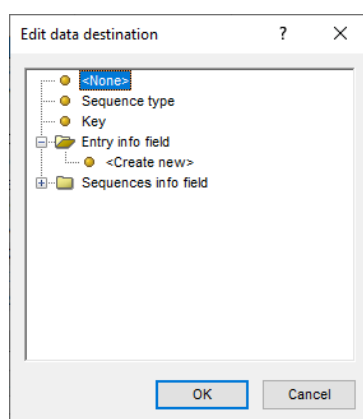 Edit data destination ?
<None>
Sequence type
Key
Entry info field
<Create new>
Sequences info field
OK Cancel